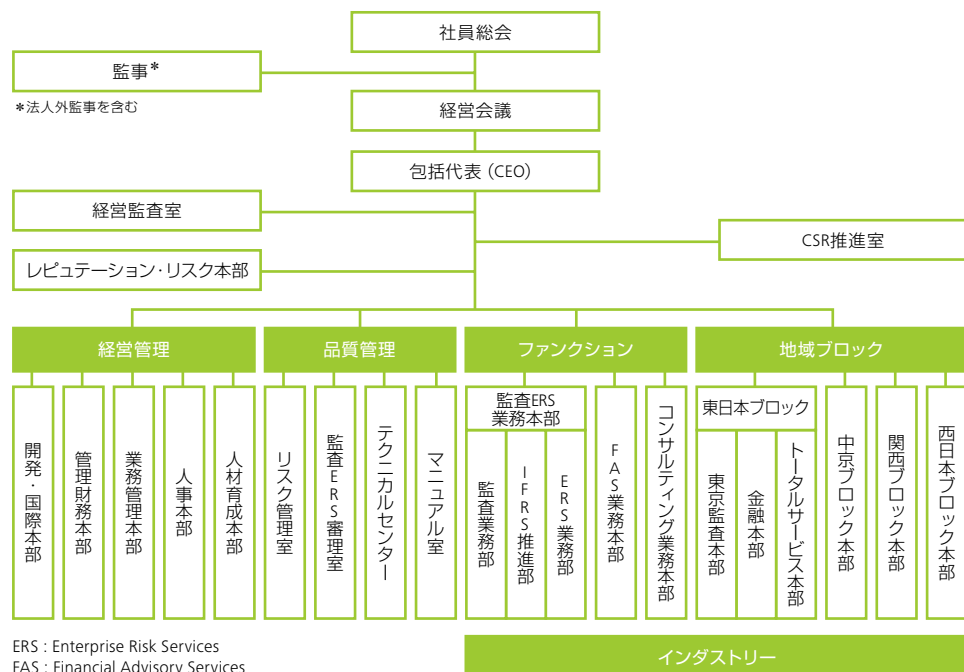 社員総会
監事*
*法人外監事を含む
経営会議
包括代表 (CEO)
経営監査室
CSR推進室
レピュテーション・リスク本部
経営管理
品質管理
ファンクション
地域ブロック
開発・国際本部
管理財務本部
業務管理本部
人事本部
人材育成本部
リスク管理室
監査ERS審理室
テクニカルセンター
マニュアル室
監査ERS
業務本部
監査業務部
IFRS推進部
ERS業務部
FAS業務本部
コンサルティング業務本部
東日本ブロック
東京監査本部
金融本部
トータルサービス本部
中京ブロック本部
関西ブロック本部
西日本ブロック本部
ERS : Enterprise Risk Services
FAS : Financial Advisory Services
インダストリー